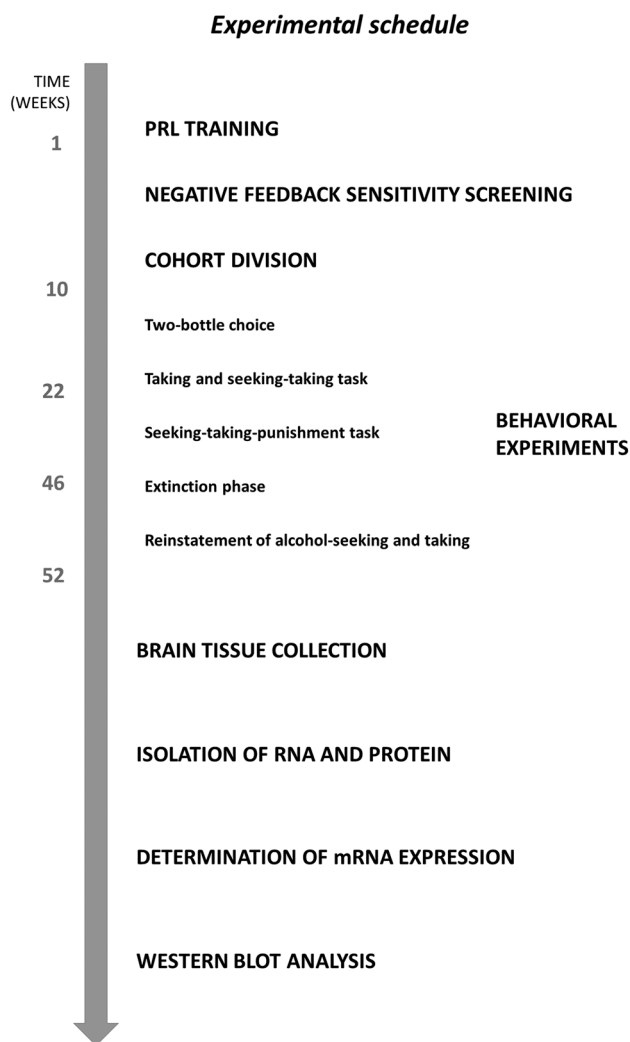 Experimental schedule
TIME
(WEEKS)
PRL TRAINING
1
NEGATIVE FEEDBACK SENSITIVITY SCREENING
COHORT DIVISION
10
Two-bottle choice
Taking and seeking-taking task
22
Seeking-taking-punishment task
BEHAVIORAL
EXPERIMENTS
46
Extinction phase
Reinstatement of alcohol-seeking and taking
52
BRAIN TISSUE COLLECTION
ISOLATION OF RNA AND PROTEIN
DETERMINATION OF mRNA EXPRESSION
WESTERN BLOT ANALYSIS